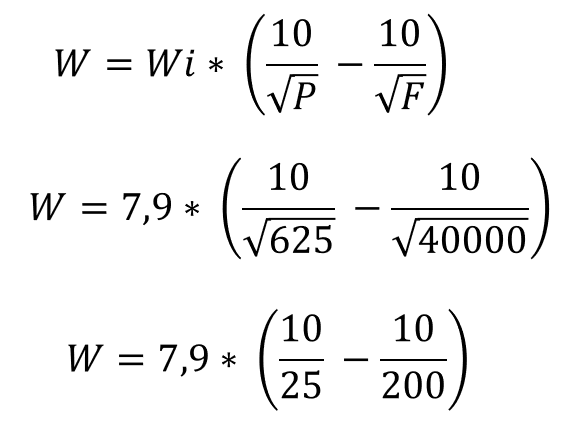 W = Wi * (10/√P − 10/√F)
W = 7,9 * (10/√625 − 10/√40000)
W = 7,9 * (10/25 − 10/200)